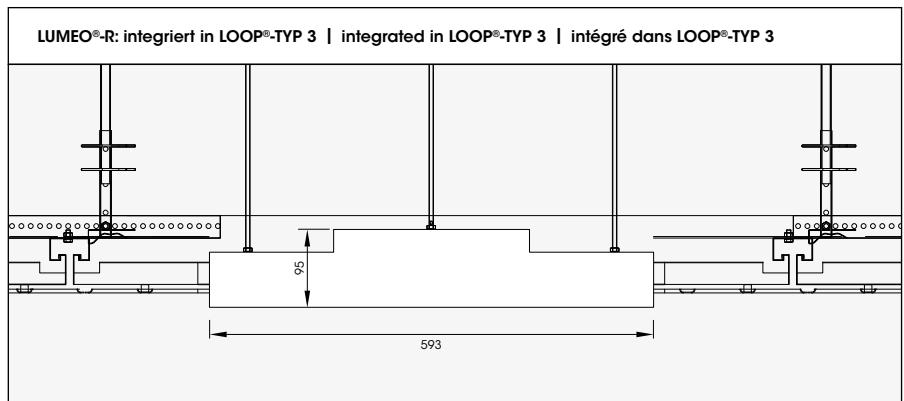 LUMEO®-R: integriert in LOOP®-TYP 3 | integrated in LOOP®-TYP 3 | intégré dans LOOP®-TYP 3
95
593